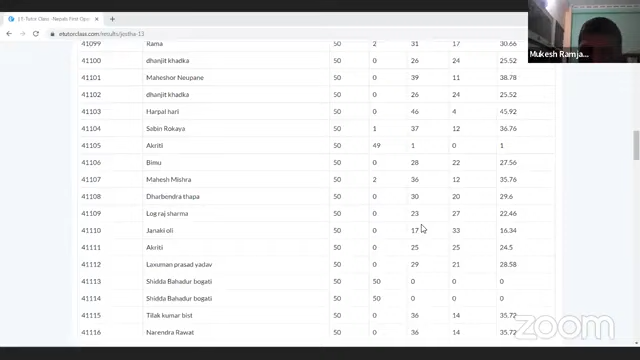 E-Tutor Class -Nepals First Ope
etutorclass.com/results/jestha-13
Mukesh Ramja...
41099 Rama 50 2 31 17 30.66
41100 dhanjit khadka 50 0 26 24 25.52
41101 Maheshor Neupane 50 0 39 11 38.78
41102 dhanjit khadka 50 0 26 24 25.52
41103 Harpal hari 50 0 46 4 45.92
41104 Sabin Rokaya 50 1 37 12 36.76
41105 Akriti 50 49 1 0 1
41106 Bimu 50 0 28 22 27.56
41107 Mahesh Mishra 50 2 36 12 35.76
41108 Dharbendra thapa 50 0 30 20 29.6
41109 Log raj sharma 50 0 23 27 22.46
41110 Janaki oli 50 0 17 33 16.34
41111 Akriti 50 0 25 25 24.5
41112 Laxuman prasad yadav 50 0 29 21 28.58
41113 Shidda Bahadur bogati 50 50 0 0 0
41114 Shidda Bahadur bogati 50 50 0 0 0
41115 Tilak kumar bist 50 0 36 14 35.72
41116 Narendra Rawat 50 0 36 14 35.72
zoom